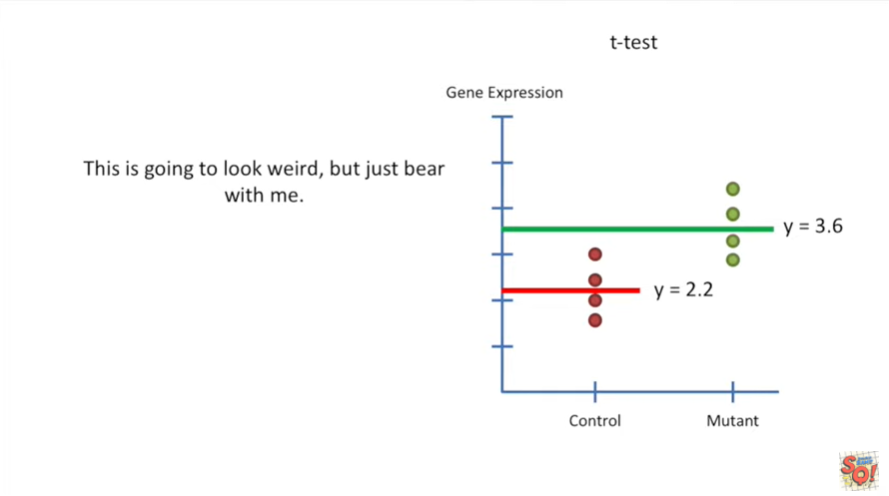 t-test
Gene Expression
This is going to look weird, but just bear
with me.
y = 3.6
y = 2.2
Control
Mutant
SQ!